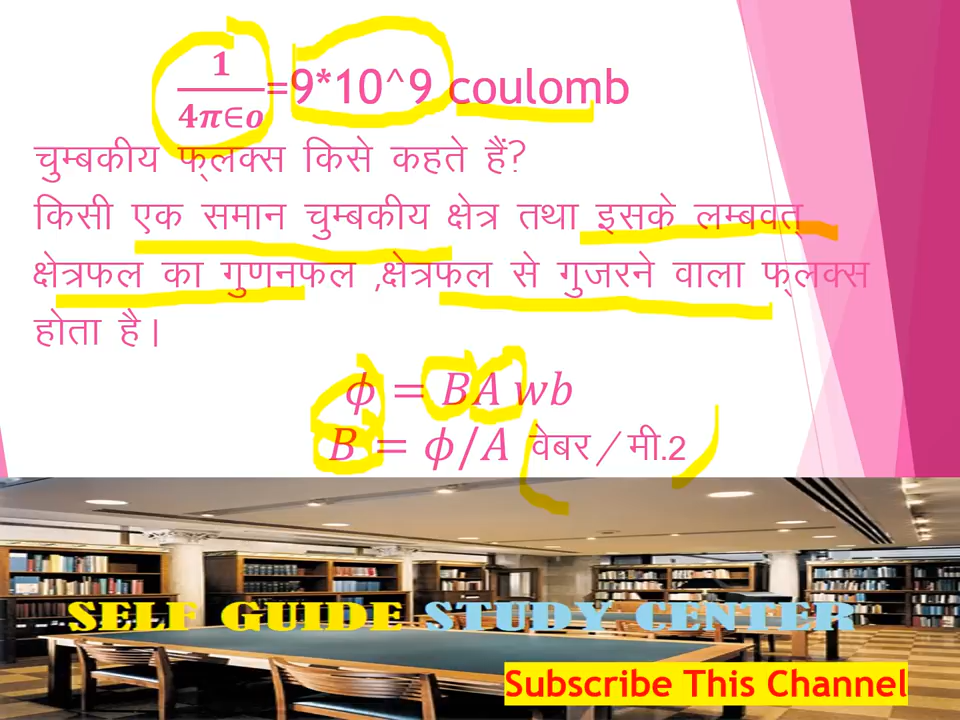 1/4π∈o=9*10^9 coulomb
चुम्बकीय फ्लक्स किसे कहते हैं?
किसी एक समान चुम्बकीय क्षेत्र तथा इसके लम्बवत्
क्षेत्रफल का गुणनफल ,क्षेत्रफल से गुजरने वाला फ्लक्स
होता है।
ϕ = BA wb
B = ϕ/A वेबर/मी.2
SELF GUIDE STUDY CENTER
Subscribe This Channel